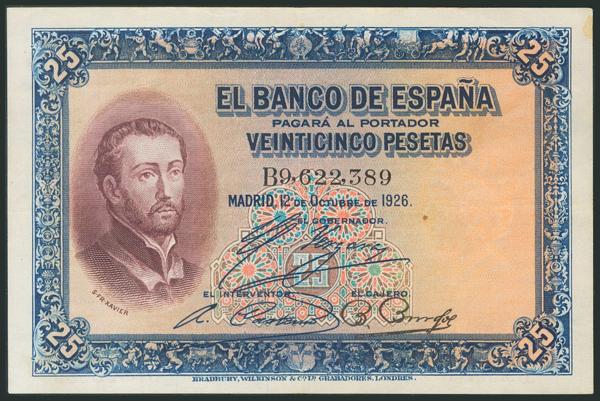 25 25
EL BANCO DE ESPAÑA
PAGARÁ AL PORTADOR
VEINTICINCO PESETAS
B9,622,389
MADRID, 12 DE OCTUBRE DE 1926.
EL GOBERNADOR.
EL INTERVENTOR. EL CAJERO
S. FR. XAVIER
25 25
BRADBURY, WILKINSON & Cº Lᴅ GRABADORES, LONDRES.